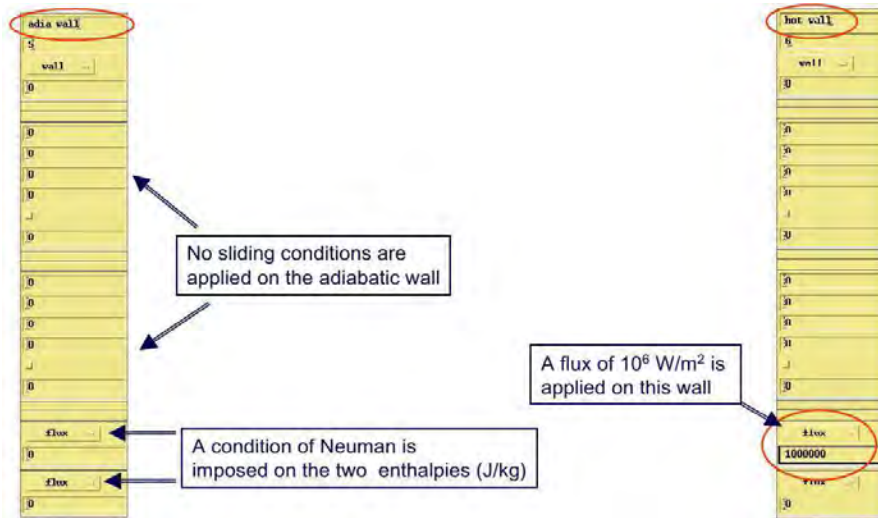 adia wall
5
wall
0
0
0
0
0
0
0
0
0
0
0
flux
0
flux
0
No sliding conditions are
applied on the adiabatic wall
A condition of Neuman is
imposed on the two enthalpies (J/kg)
A flux of 10⁶ W/m² is
applied on this wall
hot wall
6
wall
0
0
0
0
0
0
0
0
0
0
0
flux
1000000
flux
0